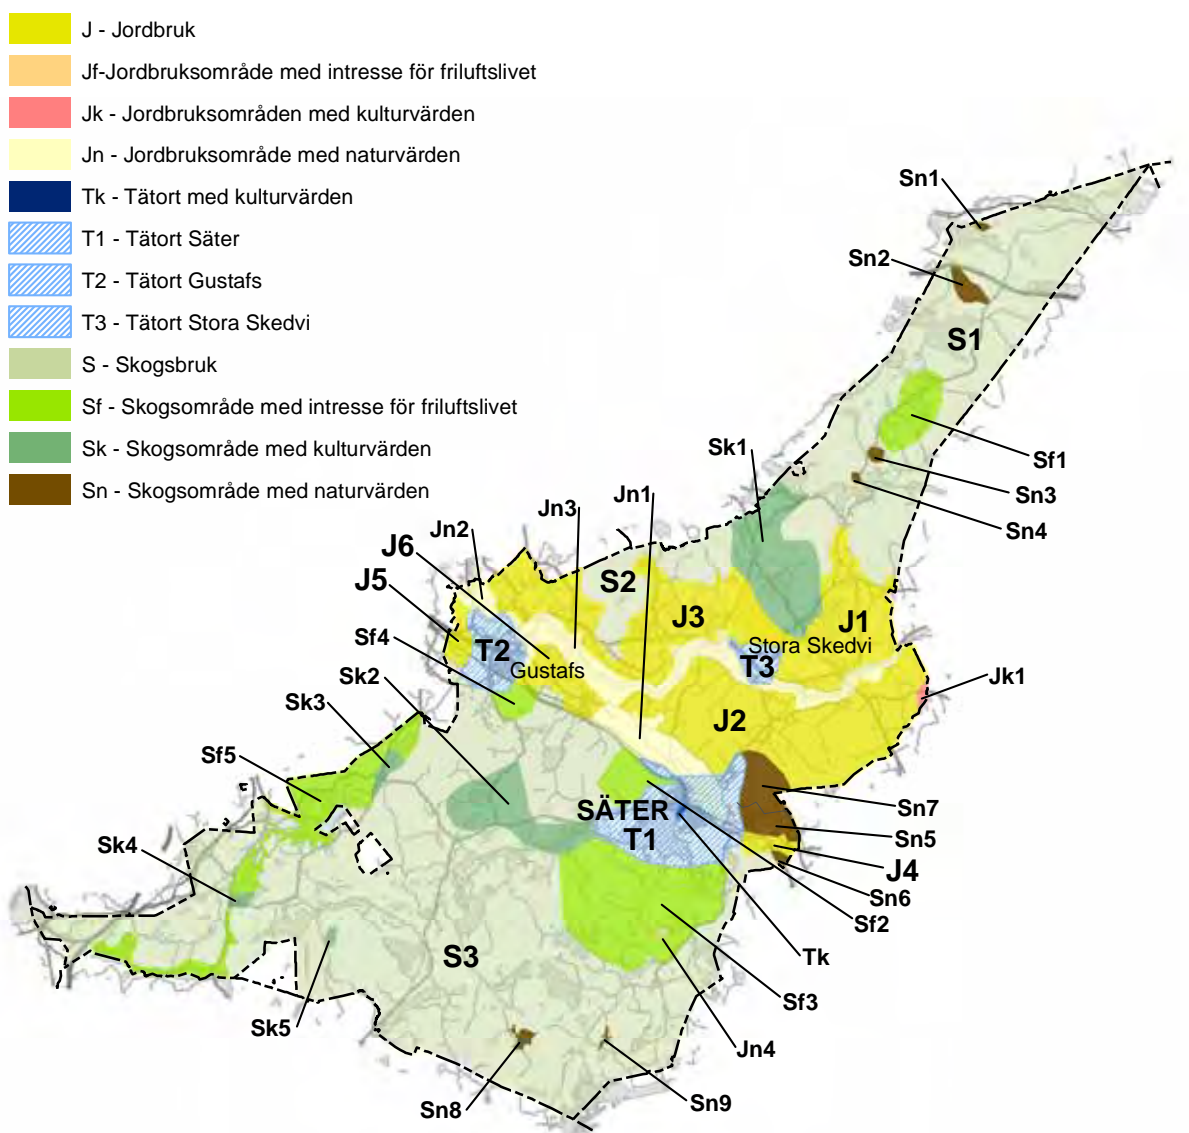 J - Jordbruk
Jf-Jordbruksområde med intresse för friluftslivet
Jk - Jordbruksområden med kulturvärden
Jn - Jordbruksområde med naturvärden
Tk - Tätort med kulturvärden
T1 - Tätort Säter
T2 - Tätort Gustafs
T3 - Tätort Stora Skedvi
S - Skogsbruk
Sf - Skogsområde med intresse för friluftslivet
Sk - Skogsområde med kulturvärden
Sn - Skogsområde med naturvärden
Sn1
Sn2
S1
Sk1
Sf1
Sn3
Sn4
Jn1
Jn3
Jn2
J6
J5
S2
J3
J1
Stora Skedvi
T3
T2
Gustafs
Sf4
Sk2
Sk3
Jk1
J2
Sf5
SÄTER
T1
Sn7
Sn5
J4
Sn6
Sf2
Sk4
Tk
S3
Sf3
Sk5
Jn4
Sn8
Sn9